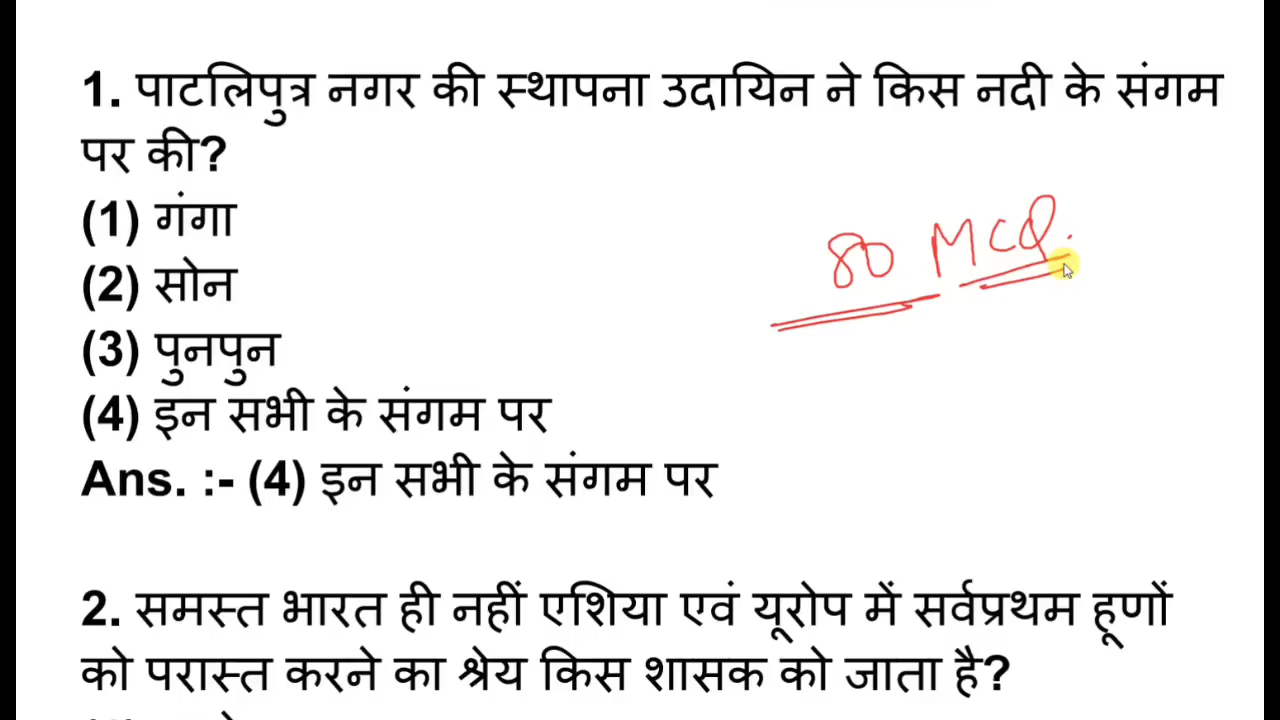 1. पाटलिपुत्र नगर की स्थापना उदायिन ने किस नदी के संगम
पर की?
(1) गंगा
80 MCQ.
(2) सोन
(3) पुनपुन
(4) इन सभी के संगम पर
Ans. :- (4) इन सभी के संगम पर
2. समस्त भारत ही नहीं एशिया एवं यूरोप में सर्वप्रथम हूणों
को परास्त करने का श्रेय किस शासक को जाता है?